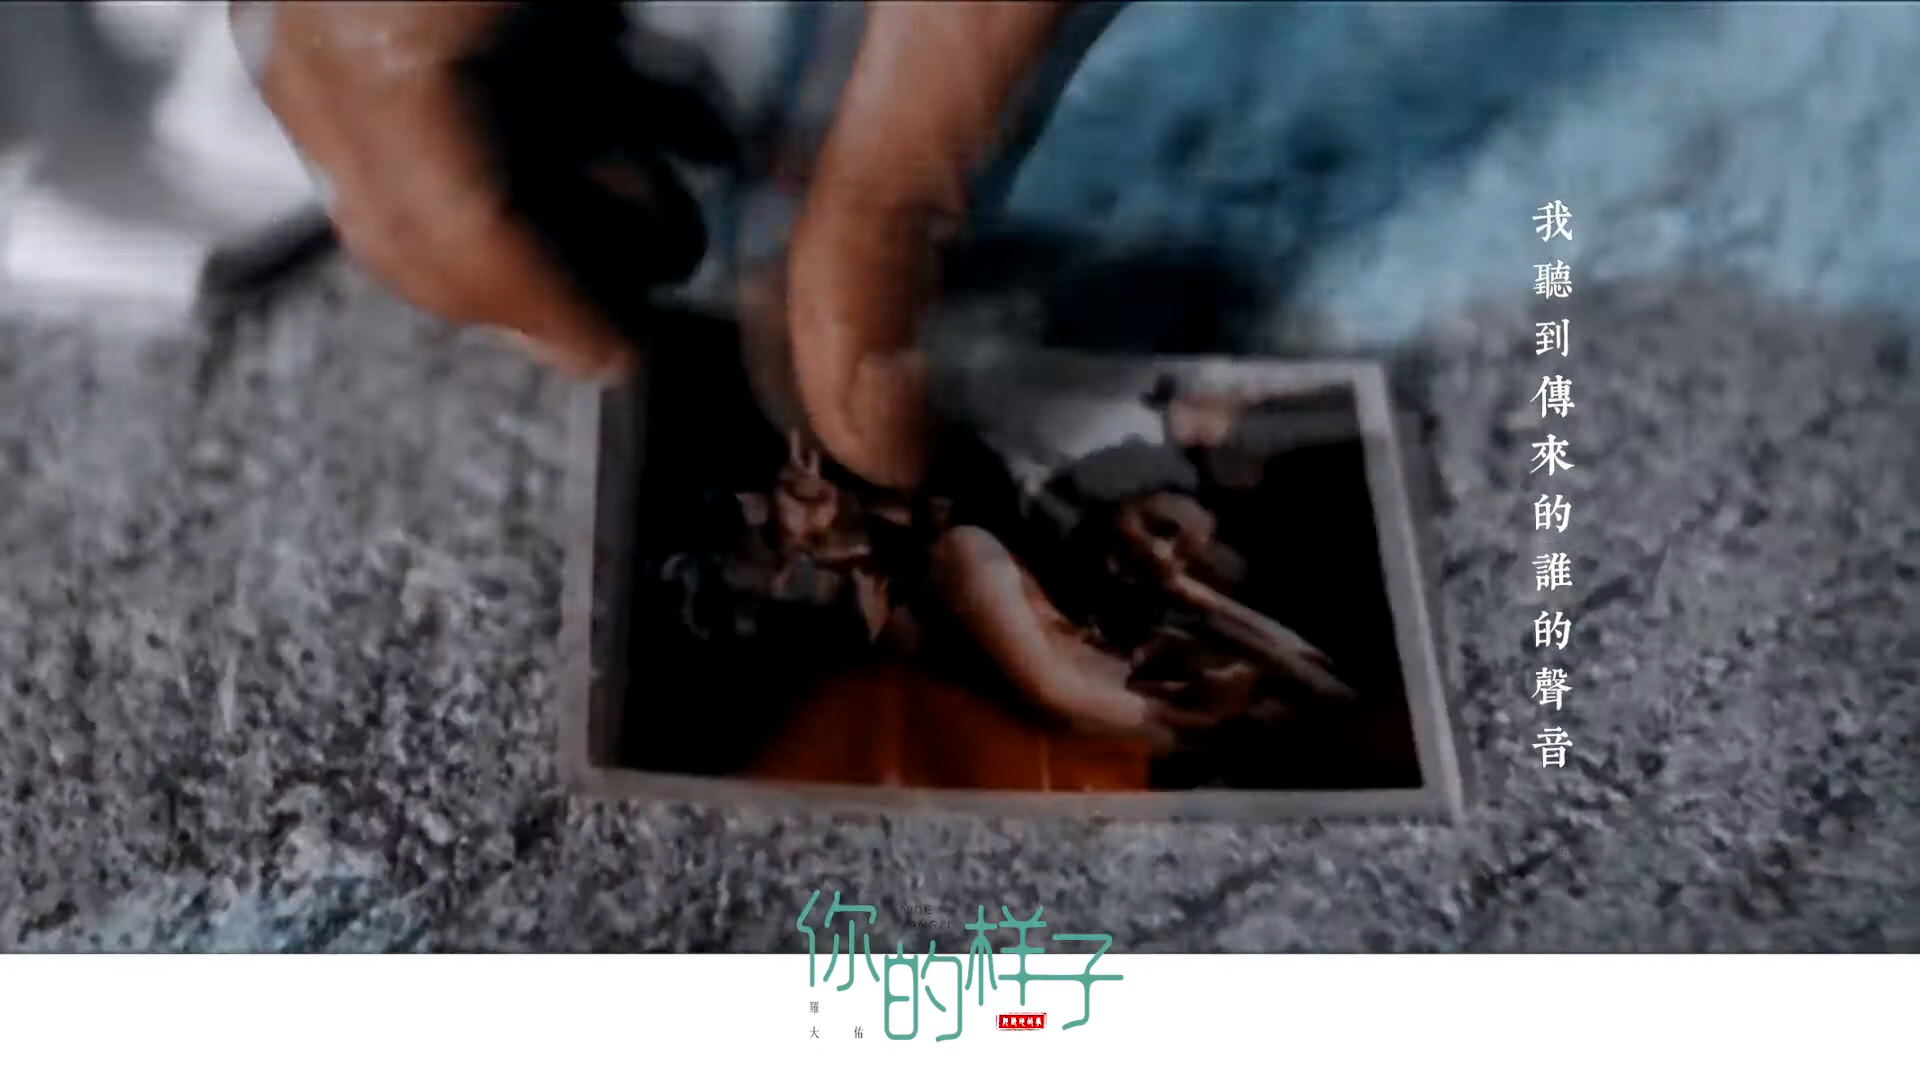 我聽到傳來的誰的聲音
你的样子
羅
大佑